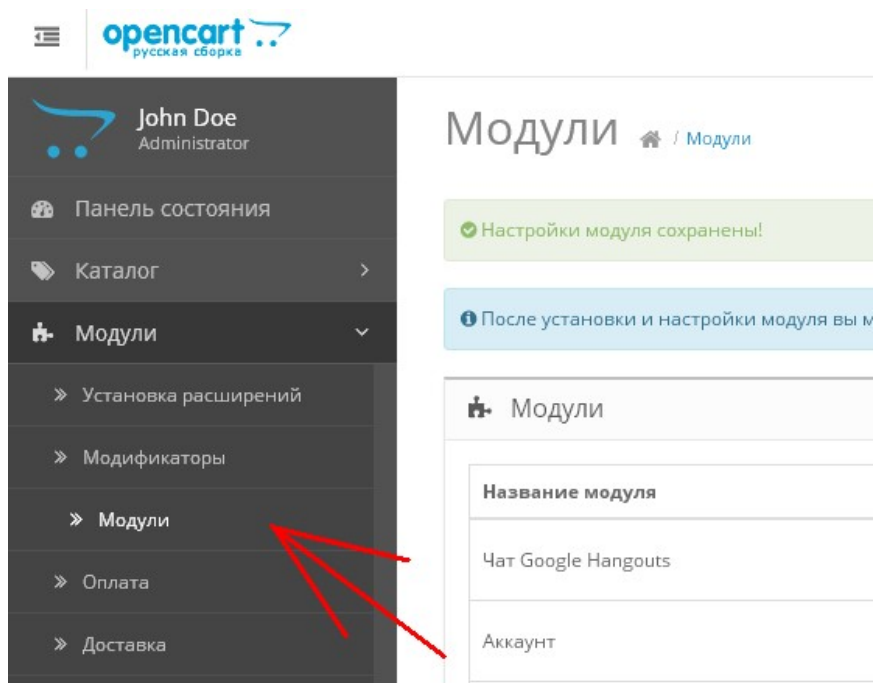 opencart
русская сборка
John Doe
Administrator
Панель состояния
Каталог
Модули
Установка расширений
Модификаторы
Модули
Оплата
Доставка
Модули / Модули
Настройки модуля сохранены!
После установки и настройки модуля вы м
Модули
Название модуля
Чат Google Hangouts
Аккаунт